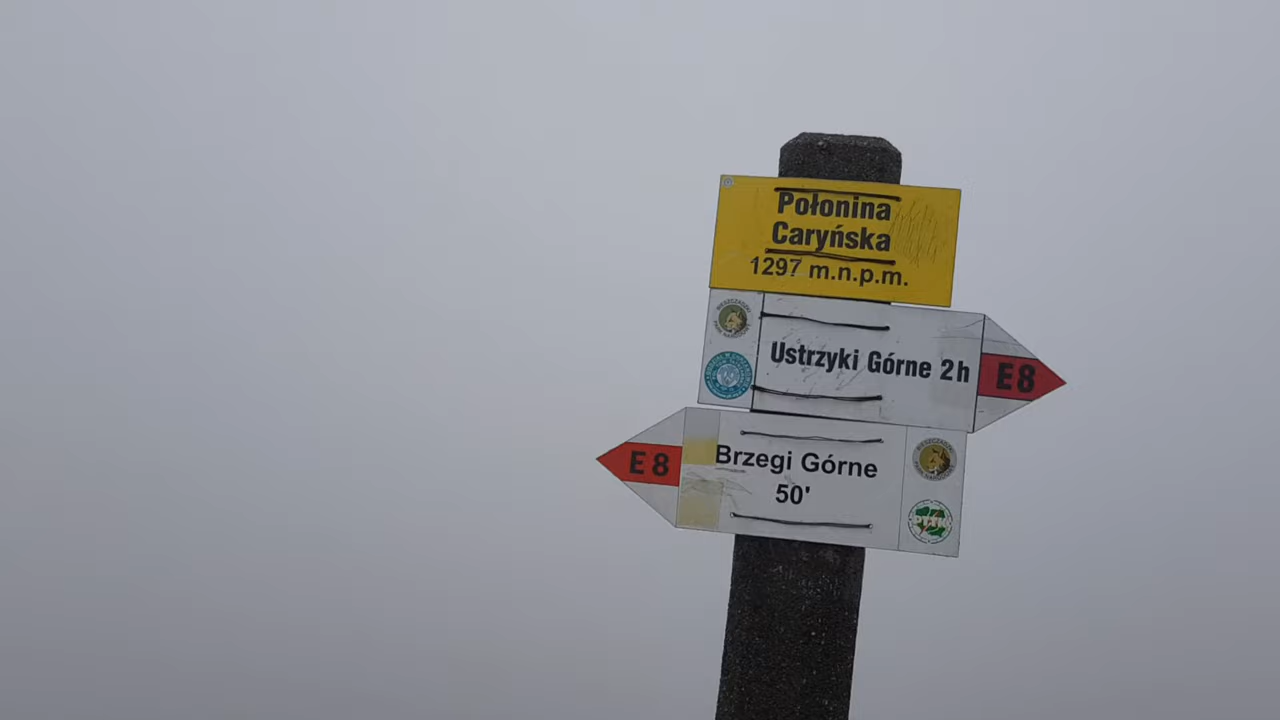 Połonina
Caryńska
1297 m.n.p.m.
Ustrzyki Górne 2h
E8
E8
Brzegi Górne
50'
PTTK